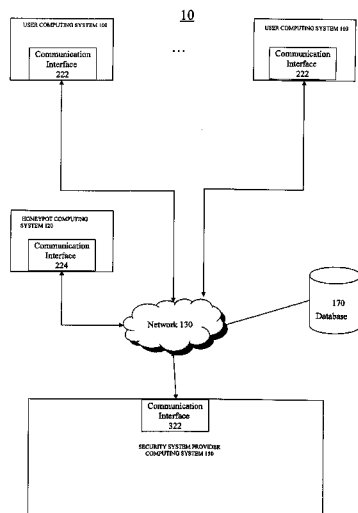 10
USER COMPUTING SYSTEM 100
Communication
Interface
222
...
USER COMPUTING SYSTEM 100
Communication
Interface
222
HONEYPOT COMPUTING
SYSTEM 120
Communication
Interface
224
Network 130
170
Database
Communication
Interface
322
SECURITY SYSTEM PROVIDER
COMPUTING SYSTEM 150